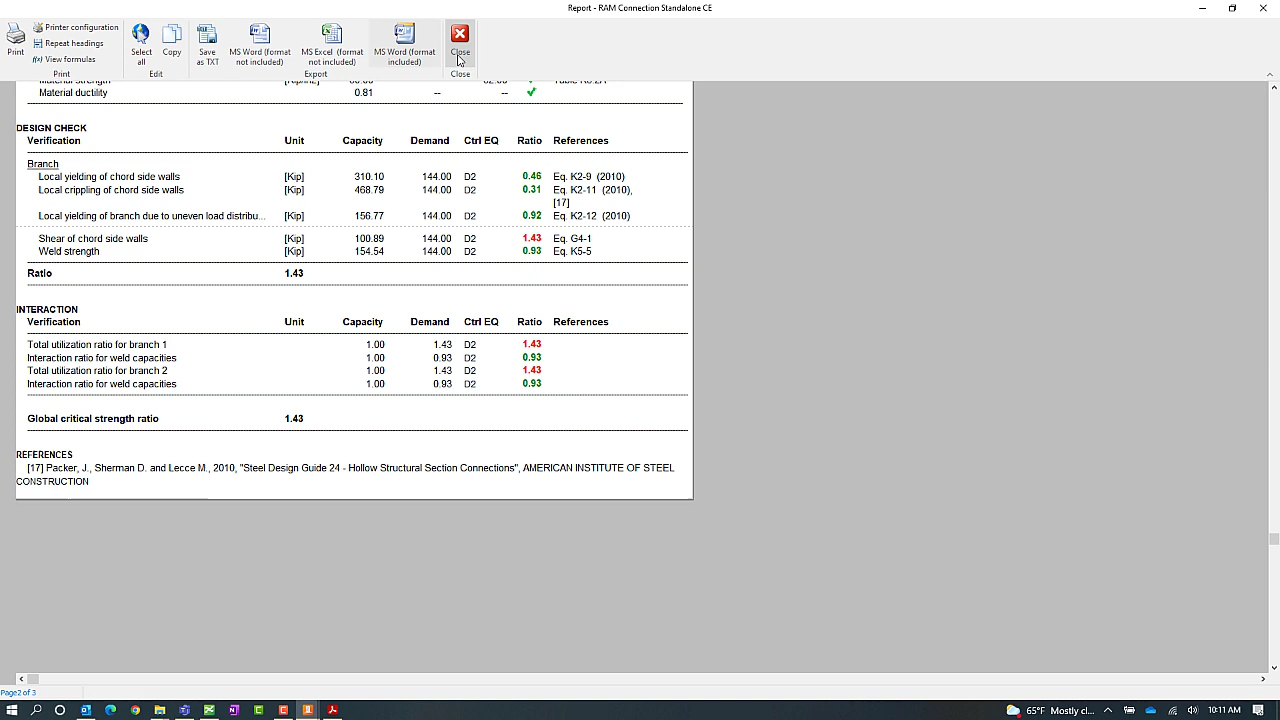 Report - RAM Connection Standalone CE
Print
Printer configuration
Repeat headings
f(x) View formulas
Print
Select all
Copy
Edit
Save as TXT
MS Word (format not included)
MS Excel (format not included)
MS Word (format included)
Export
Close
Close
Material ductility 0.81 -- --
DESIGN CHECK
Verification Unit Capacity Demand Ctrl EQ Ratio References
Branch
Local yielding of chord side walls [Kip] 310.10 144.00 D2 0.46 Eq. K2-9 (2010)
Local crippling of chord side walls [Kip] 468.79 144.00 D2 0.31 Eq. K2-11 (2010),
[17]
Local yielding of branch due to uneven load distribu... [Kip] 156.77 144.00 D2 0.92 Eq. K2-12 (2010)
Shear of chord side walls [Kip] 100.89 144.00 D2 1.43 Eq. G4-1
Weld strength [Kip] 154.54 144.00 D2 0.93 Eq. K5-5
Ratio 1.43
INTERACTION
Verification Unit Capacity Demand Ctrl EQ Ratio References
Total utilization ratio for branch 1 1.00 1.43 D2 1.43
Interaction ratio for weld capacities 1.00 0.93 D2 0.93
Total utilization ratio for branch 2 1.00 1.43 D2 1.43
Interaction ratio for weld capacities 1.00 0.93 D2 0.93
Global critical strength ratio 1.43
REFERENCES
[17] Packer, J., Sherman D. and Lecce M., 2010, "Steel Design Guide 24 - Hollow Structural Section Connections", AMERICAN INSTITUTE OF STEEL
CONSTRUCTION
Page2 of 3
65°F Mostly cl... 10:11 AM